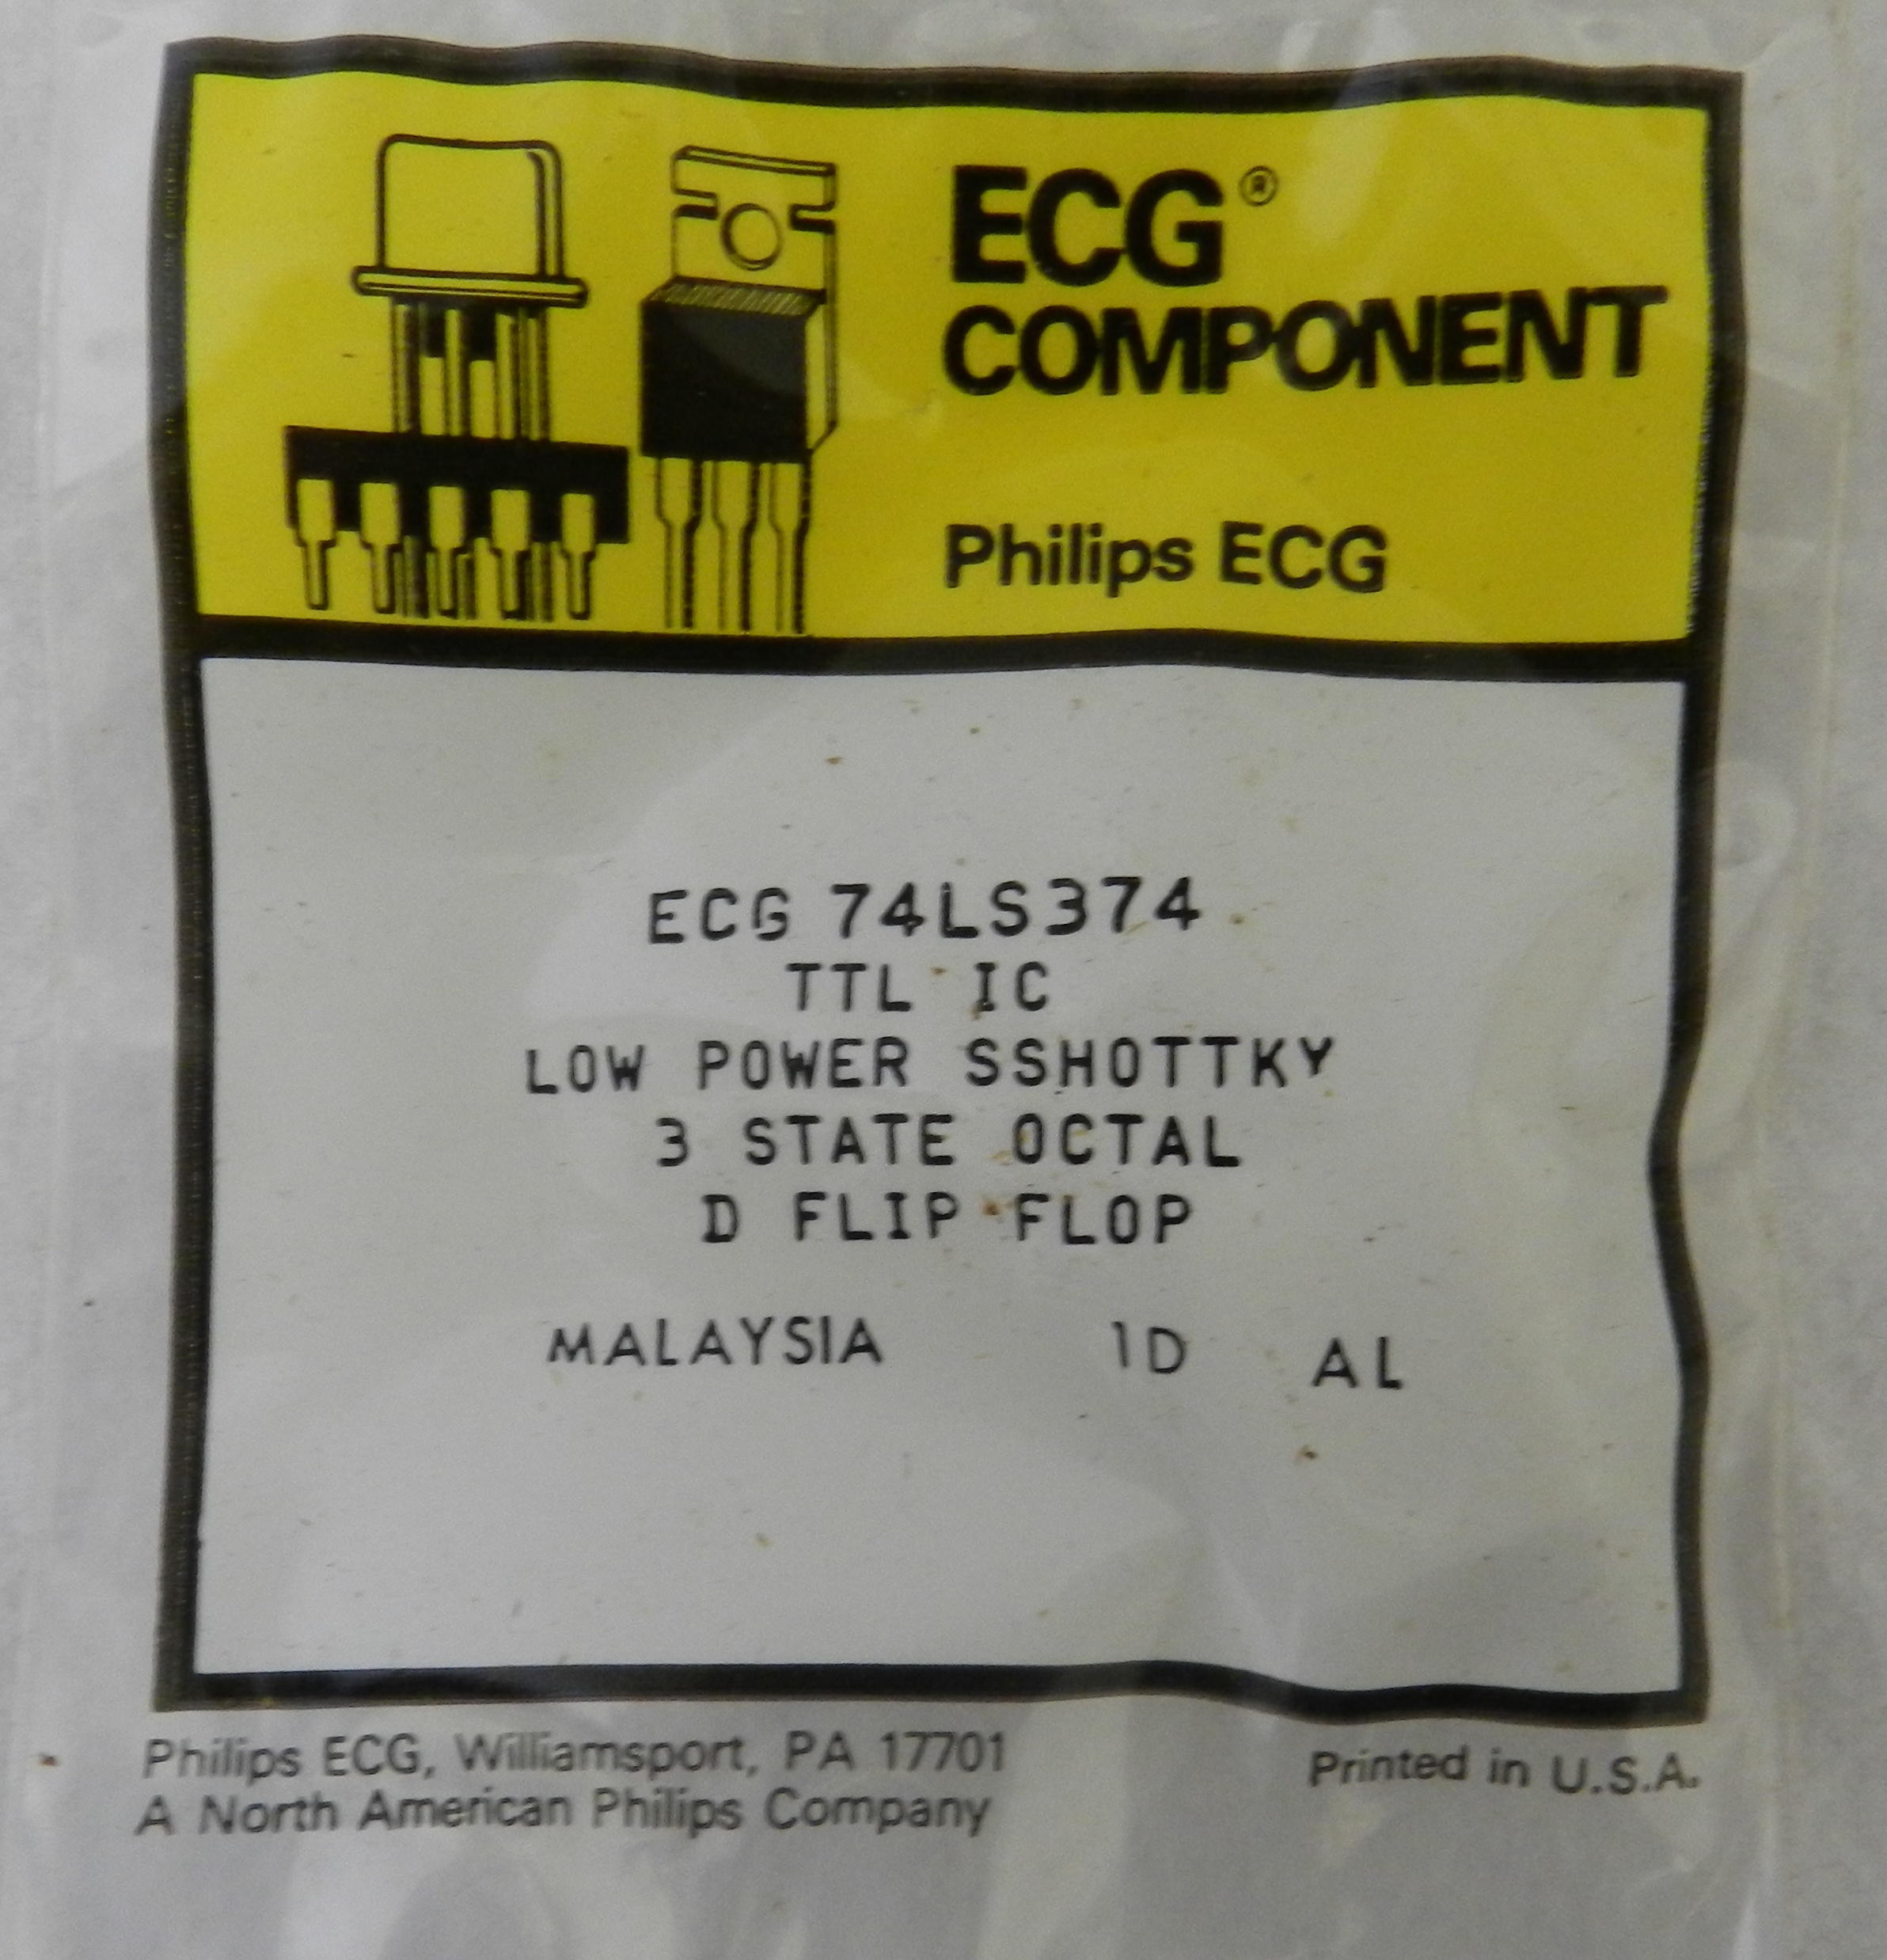 ECG®
COMPONENT
Philips ECG
ECG 74LS374
TTL IC
LOW POWER SSHOTTKY
3 STATE OCTAL
D FLIP FLOP
MALAYSIA 1D AL
Philips ECG, Williamsport, PA 17701
A North American Philips Company
Printed in U.S.A.